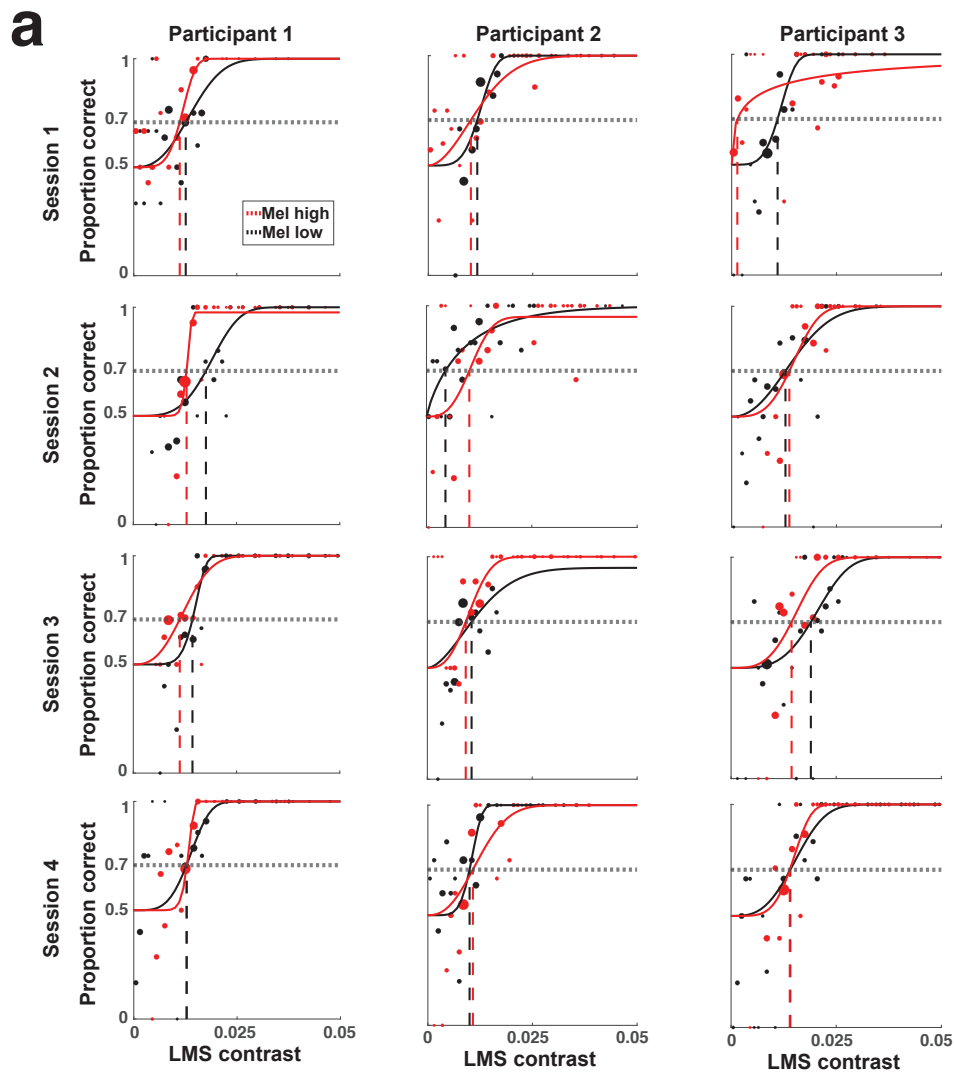 a
Participant 1
Participant 2
Participant 3
Session 1
Proportion correct
1
0.7
0.5
0
Mel high
Mel low
Session 2
Proportion correct
1
0.7
0.5
0
Session 3
Proportion correct
1
0.7
0.5
0
Session 4
Proportion correct
1
0.7
0.5
0
0 0.025 0.05
0 0.025 0.05
0 0.025 0.05
LMS contrast
LMS contrast
LMS contrast